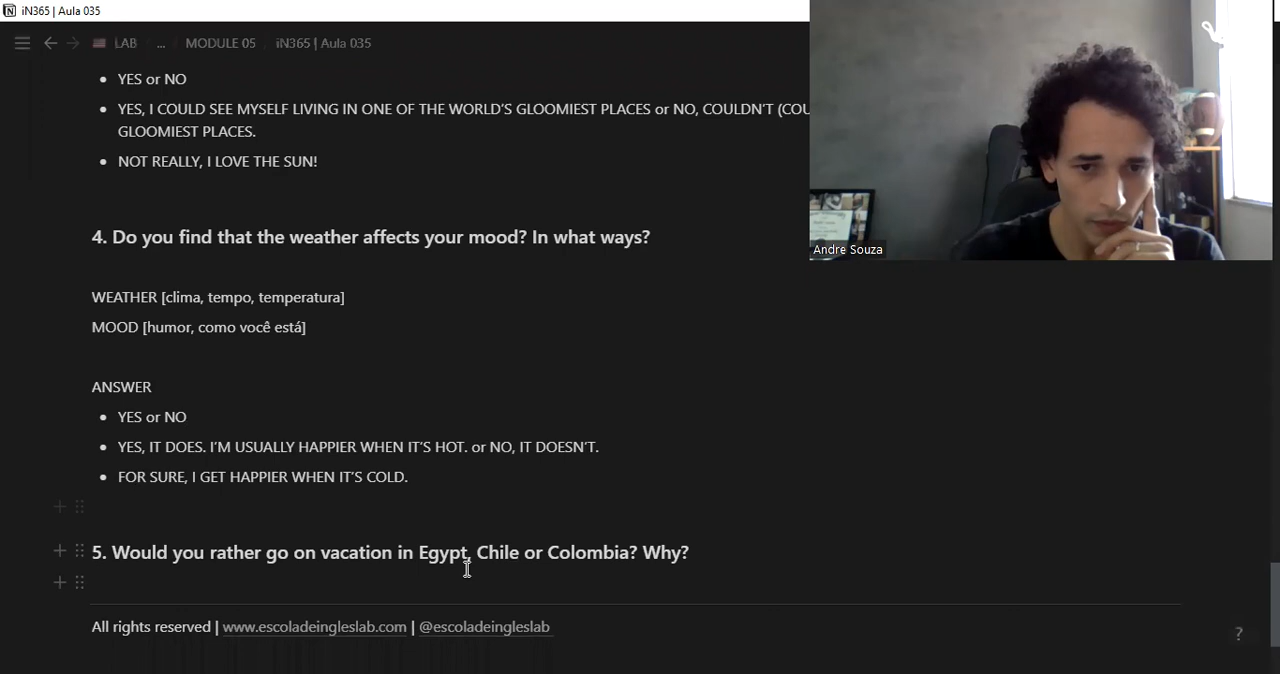 iN365 | Aula 035
LAB ... / MODULE 05 / iN365 | Aula 035
• YES or NO
• YES, I COULD SEE MYSELF LIVING IN ONE OF THE WORLD'S GLOOMIEST PLACES or NO, COULDN'T (COU
GLOOMIEST PLACES.
• NOT REALLY, I LOVE THE SUN!
Andre Souza
4. Do you find that the weather affects your mood? In what ways?
WEATHER [clima, tempo, temperatura]
MOOD [humor, como você está]
ANSWER
• YES or NO
• YES, IT DOES. I'M USUALLY HAPPIER WHEN IT'S HOT. or NO, IT DOESN'T.
• FOR SURE, I GET HAPPIER WHEN IT'S COLD.
5. Would you rather go on vacation in Egypt, Chile or Colombia? Why?
All rights reserved | www.escoladeingleslab.com | @escoladeingleslab
?